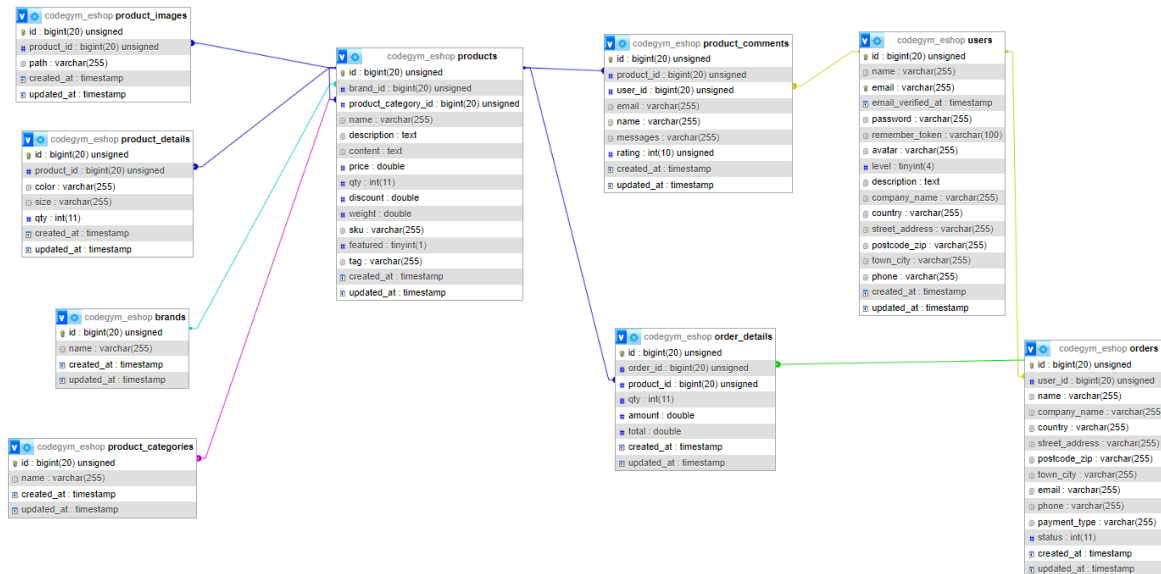 codegym_eshop product_images
id : bigint(20) unsigned
product_id : bigint(20) unsigned
path : varchar(255)
created_at : timestamp
updated_at : timestamp
codegym_eshop product_details
id : bigint(20) unsigned
product_id : bigint(20) unsigned
color : varchar(255)
size : varchar(255)
qty : int(11)
created_at : timestamp
updated_at : timestamp
codegym_eshop brands
id : bigint(20) unsigned
name : varchar(255)
created_at : timestamp
updated_at : timestamp
codegym_eshop product_categories
id : bigint(20) unsigned
name : varchar(255)
created_at : timestamp
updated_at : timestamp
codegym_eshop products
id : bigint(20) unsigned
brand_id : bigint(20) unsigned
product_category_id : bigint(20) unsigned
name : varchar(255)
description : text
content : text
price : double
qty : int(11)
discount : double
weight : double
sku : varchar(255)
featured : tinyint(1)
tag : varchar(255)
created_at : timestamp
updated_at : timestamp
codegym_eshop product_comments
id : bigint(20) unsigned
product_id : bigint(20) unsigned
user_id : bigint(20) unsigned
email : varchar(255)
name : varchar(255)
messages : varchar(255)
rating : int(10) unsigned
created_at : timestamp
updated_at : timestamp
codegym_eshop order_details
id : bigint(20) unsigned
order_id : bigint(20) unsigned
product_id : bigint(20) unsigned
qty : int(11)
amount : double
total : double
created_at : timestamp
updated_at : timestamp
codegym_eshop users
id : bigint(20) unsigned
name : varchar(255)
email : varchar(255)
email_verified_at : timestamp
password : varchar(255)
remember_token : varchar(100)
avatar : varchar(255)
level : tinyint(4)
description : text
company_name : varchar(255)
country : varchar(255)
street_address : varchar(255)
postcode_zip : varchar(255)
town_city : varchar(255)
phone : varchar(255)
created_at : timestamp
updated_at : timestamp
codegym_eshop orders
id : bigint(20) unsigned
user_id : bigint(20) unsigned
name : varchar(255)
company_name : varchar(255
country : varchar(255)
street_address : varchar(255)
postcode_zip : varchar(255)
town_city : varchar(255)
email : varchar(255)
phone : varchar(255)
payment_type : varchar(255)
status : int(11)
created_at : timestamp
updated_at : timestamp